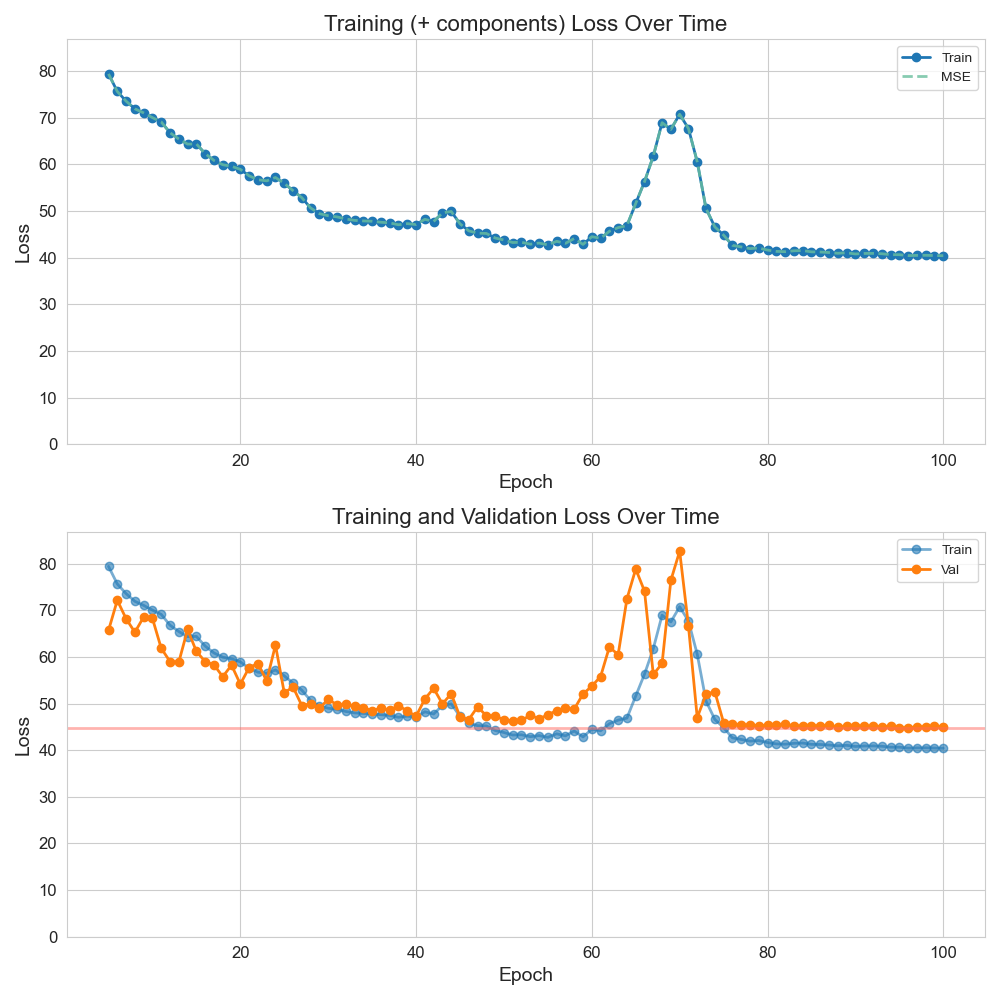 Training (+ components) Loss Over Time
Train
MSE
Loss
80
70
60
50
40
30
20
10
0
20 40 60 80 100
Epoch
Training and Validation Loss Over Time
Train
Val
Loss
80
70
60
50
40
30
20
10
0
20 40 60 80 100
Epoch